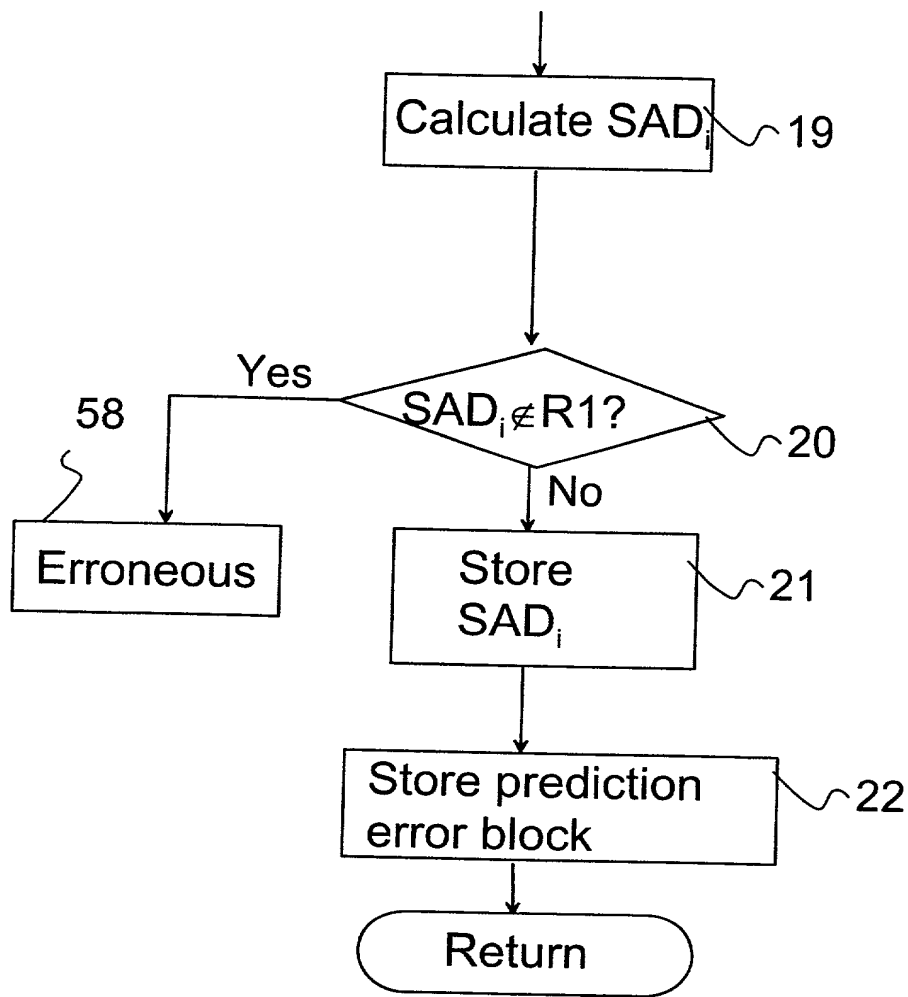 Calculate SADᵢ
19
Yes
SADᵢ∉R1?
20
58
No
Erroneous
Store
SADᵢ
21
Store prediction
error block
22
Return